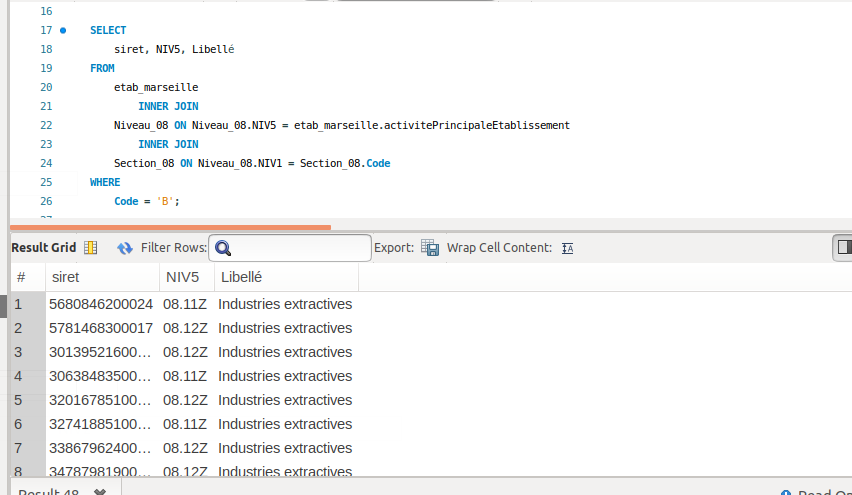 16
17 SELECT
18 siret, NIV5, Libellé
19 FROM
20 etab_marseille
21 INNER JOIN
22 Niveau_08 ON Niveau_08.NIV5 = etab_marseille.activitePrincipaleEtablissement
23 INNER JOIN
24 Section_08 ON Niveau_08.NIV1 = Section_08.Code
25 WHERE
26 Code = 'B';
Result Grid Filter Rows: Export: Wrap Cell Content: IA
# siret NIV5 Libellé
1 5680846200024 08.11Z Industries extractives
2 5781468300017 08.12Z Industries extractives
3 30139521600… 08.12Z Industries extractives
4 30638483500… 08.11Z Industries extractives
5 32016785100… 08.12Z Industries extractives
6 32741885100… 08.11Z Industries extractives
7 33867962400… 08.12Z Industries extractives
8 34787981900… 08.12Z Industries extractives
Result 48